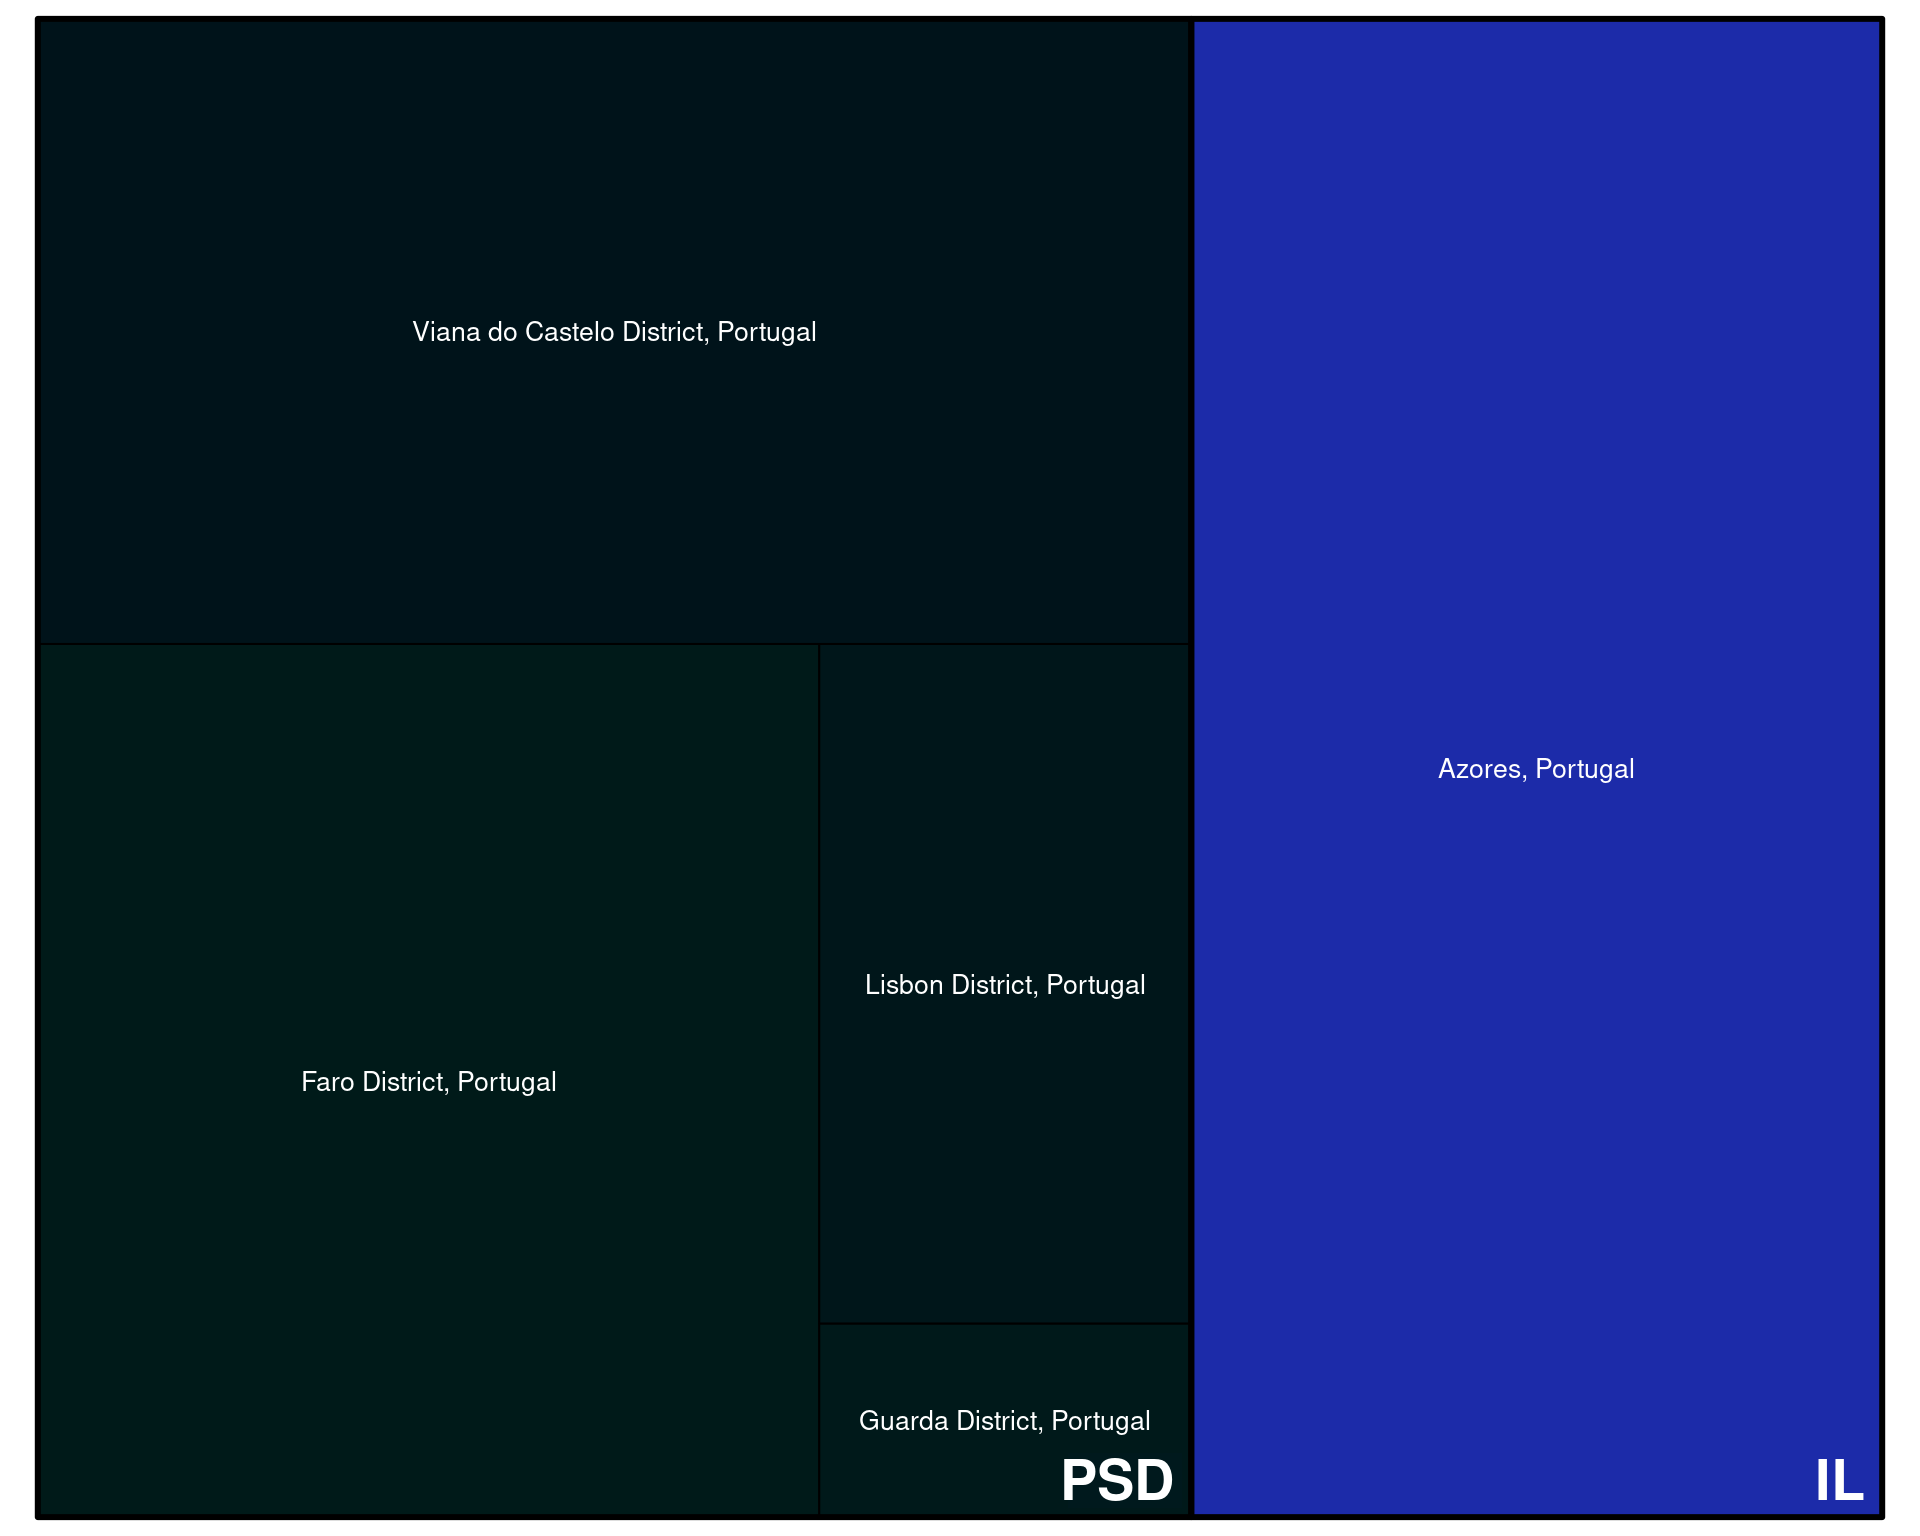 Viana do Castelo District, Portugal
Azores, Portugal
Lisbon District, Portugal
Faro District, Portugal
Guarda District, Portugal
PSD
IL